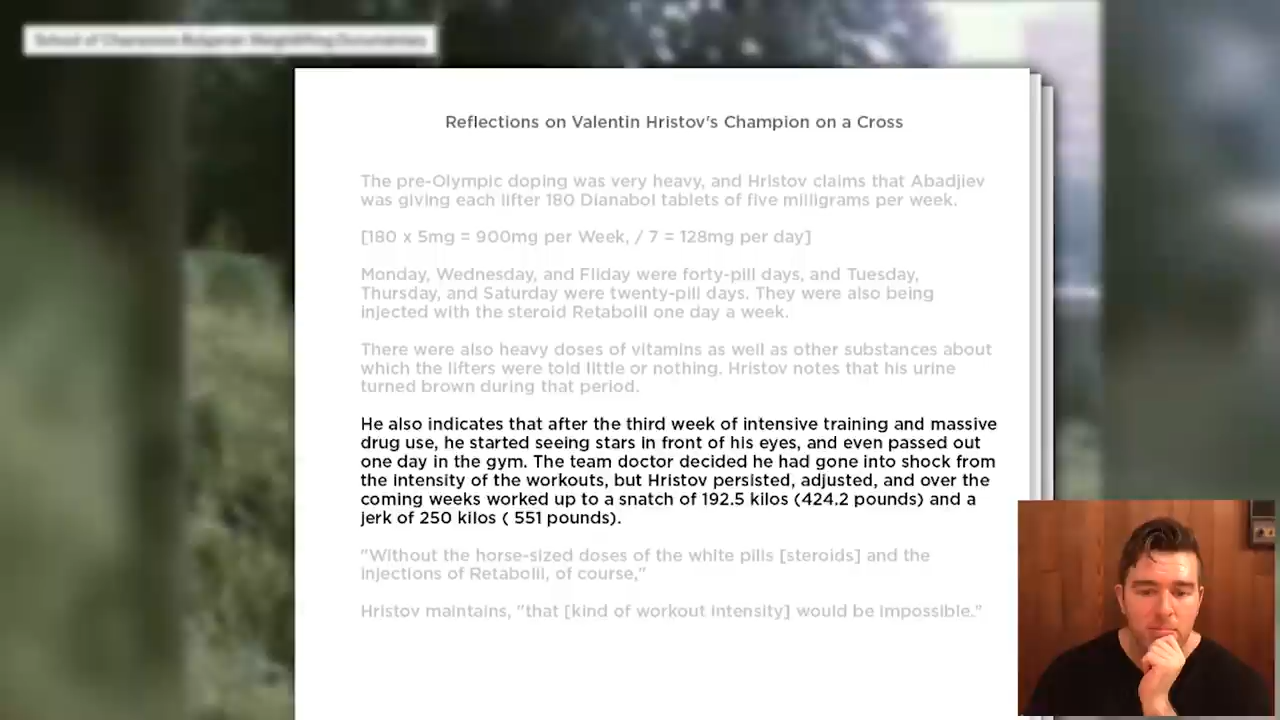 Reflections on Valentin Hristov's Champion on a Cross
The pre-Olympic doping was very heavy, and Hristov claims that Abadjiev
was giving each lifter 180 Dianabol tablets of five milligrams per week.
[180 x 5mg = 900mg per Week, / 7 = 128mg per day]
Monday, Wednesday, and Fliday were forty-pill days, and Tuesday,
Thursday, and Saturday were twenty-pill days. They were also being
injected with the steroid Retabolil one day a week.
There were also heavy doses of vitamins as well as other substances about
which the lifters were told little or nothing. Hristov notes that his urine
turned brown during that period.
He also indicates that after the third week of intensive training and massive
drug use, he started seeing stars in front of his eyes, and even passed out
one day in the gym. The team doctor decided he had gone into shock from
the intensity of the workouts, but Hristov persisted, adjusted, and over the
coming weeks worked up to a snatch of 192.5 kilos (424.2 pounds) and a
jerk of 250 kilos ( 551 pounds).
"Without the horse-sized doses of the white pills [steroids] and the
injections of Retabolil, of course,"
Hristov maintains, "that [kind of workout intensity] would be impossible."